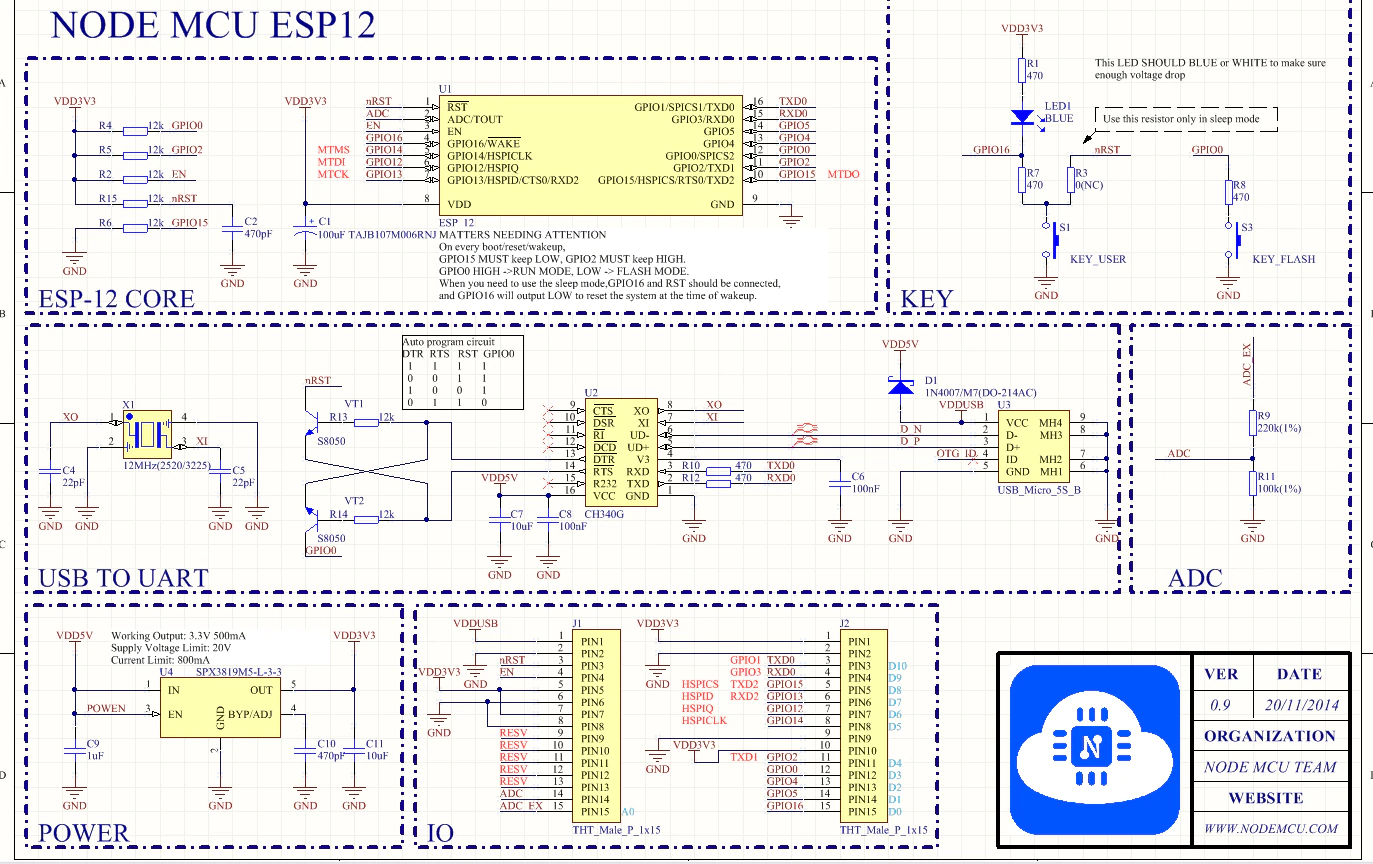 NODE MCU ESP12
VDD3V3
R4 12k GPIO0
R5 12k GPIO2
R2 12k EN
R15 12k nRST
R6 12k GPIO15
GND
C2
470pF
GND
VDD3V3
C1
100uF TAJB107M006RNJ
GND
nRST
ADC
EN
GPIO16
MTMS GPIO14
MTDI GPIO12
MTCK GPIO13
U1
RST
ADC/TOUT
EN
GPIO16/WAKE
GPIO14/HSPICLK
GPIO12/HSPIQ
GPIO13/HSPID/CTS0/RXD2
8 VDD
GPIO1/SPICS1/TXD0 16 TXD0
GPIO3/RXD0 15 RXD0
GPIO5 14 GPIO5
GPIO4 13 GPIO4
GPIO0/SPICS2 12 GPIO0
GPIO2/TXD1 11 GPIO2
GPIO15/HSPICS/RTS0/TXD2 10 GPIO15 MTDO
GND 9
ESP_12
MATTERS NEEDING ATTENTION
On every boot/reset/wakeup,
GPIO15 MUST keep LOW, GPIO2 MUST keep HIGH.
GPIO0 HIGH ->RUN MODE, LOW -> FLASH MODE.
When you need to use the sleep mode,GPIO16 and RST should be connected,
and GPIO16 will output LOW to reset the system at the time of wakeup.
ESP-12 CORE
VDD3V3
R1
470
This LED SHOULD BLUE or WHITE to make sure
enough voltage drop
LED1
BLUE
Use this resistor only in sleep mode
GPIO16
nRST
GPIO0
R7
470
R3
0(NC)
R8
470
S1
KEY_USER
S3
KEY_FLASH
GND
GND
KEY
Auto program circuit
DTR RTS RST GPIO0
1 1 1 1
0 0 1 1
1 0 0 1
0 1 1 0
X1
XO 1 4
2 3 XI
12MHz(2520/3225)
C4
22pF
C5
22pF
GND GND GND GND
nRST
VT1
R13 12k
S8050
VT2
R14 12k
S8050
GPIO0
U2
9 CTS XO 8 XO
10 DSR XI 7 XI
11 RI UD- 6
12 DCD UD+ 5
13 DTR V3 4
14 RTS RXD 3 R10 470 TXD0
15 R232 TXD 2 R12 470 RXD0
16 VCC GND 1
CH340G
VDD5V
C7
10uF
C8
100nF
GND GND
GND
C6
100nF
GND
VDD5V
D1
1N4007/M7(DO-214AC)
VDDUSB
D_N
D_P
OTG_ID
U3
1 VCC MH4 9
2 D- MH3 8
3 D+
4 ID MH2 7
5 GND MH1 6
USB_Micro_5S_B
GND
GND
USB TO UART
ADC_EX
R9
220k(1%)
ADC
R11
100k(1%)
GND
ADC
VDD5V
Working Output: 3.3V 500mA
Supply Voltage Limit: 20V
Current Limit: 800mA
VDD3V3
U4 SPX3819M5-L-3-3
1 IN OUT 5
POWEN 3 EN BYP/ADJ 4
GND
2
C9
1uF
C10
470pF
C11
10uF
GND GND GND GND
POWER
VDDUSB
J1
1 PIN1
2 PIN2
nRST 3 PIN3
EN 4 PIN4
5 PIN5
6 PIN6
7 PIN7
8 PIN8
RESV 9 PIN9
RESV 10 PIN10
RESV 11 PIN11
RESV 12 PIN12
RESV 13 PIN13
ADC 14 PIN14
ADC_EX 15 PIN15 A0
THT_Male_P_1x15
VDD3V3
GND
GND
VDD3V3
J2
1 PIN1
2 PIN2
GPIO1 TXD0 3 PIN3 D10
GPIO3 RXD0 4 PIN4 D9
HSPICS TXD2 GPIO15 5 PIN5 D8
HSPID RXD2 GPIO13 6 PIN6 D7
HSPIQ GPIO12 7 PIN7 D6
HSPICLK GPIO14 8 PIN8 D5
9 PIN9
VDD3V3 10 PIN10
TXD1 GPIO2 11 PIN11 D4
GPIO0 12 PIN12 D3
GPIO4 13 PIN13 D2
GPIO5 14 PIN14 D1
GPIO16 15 PIN15 D0
THT_Male_P_1x15
GND
GND
IO
N
VER DATE
0.9 20/11/2014
ORGANIZATION
NODE MCU TEAM
WEBSITE
WWW.NODEMCU.COM